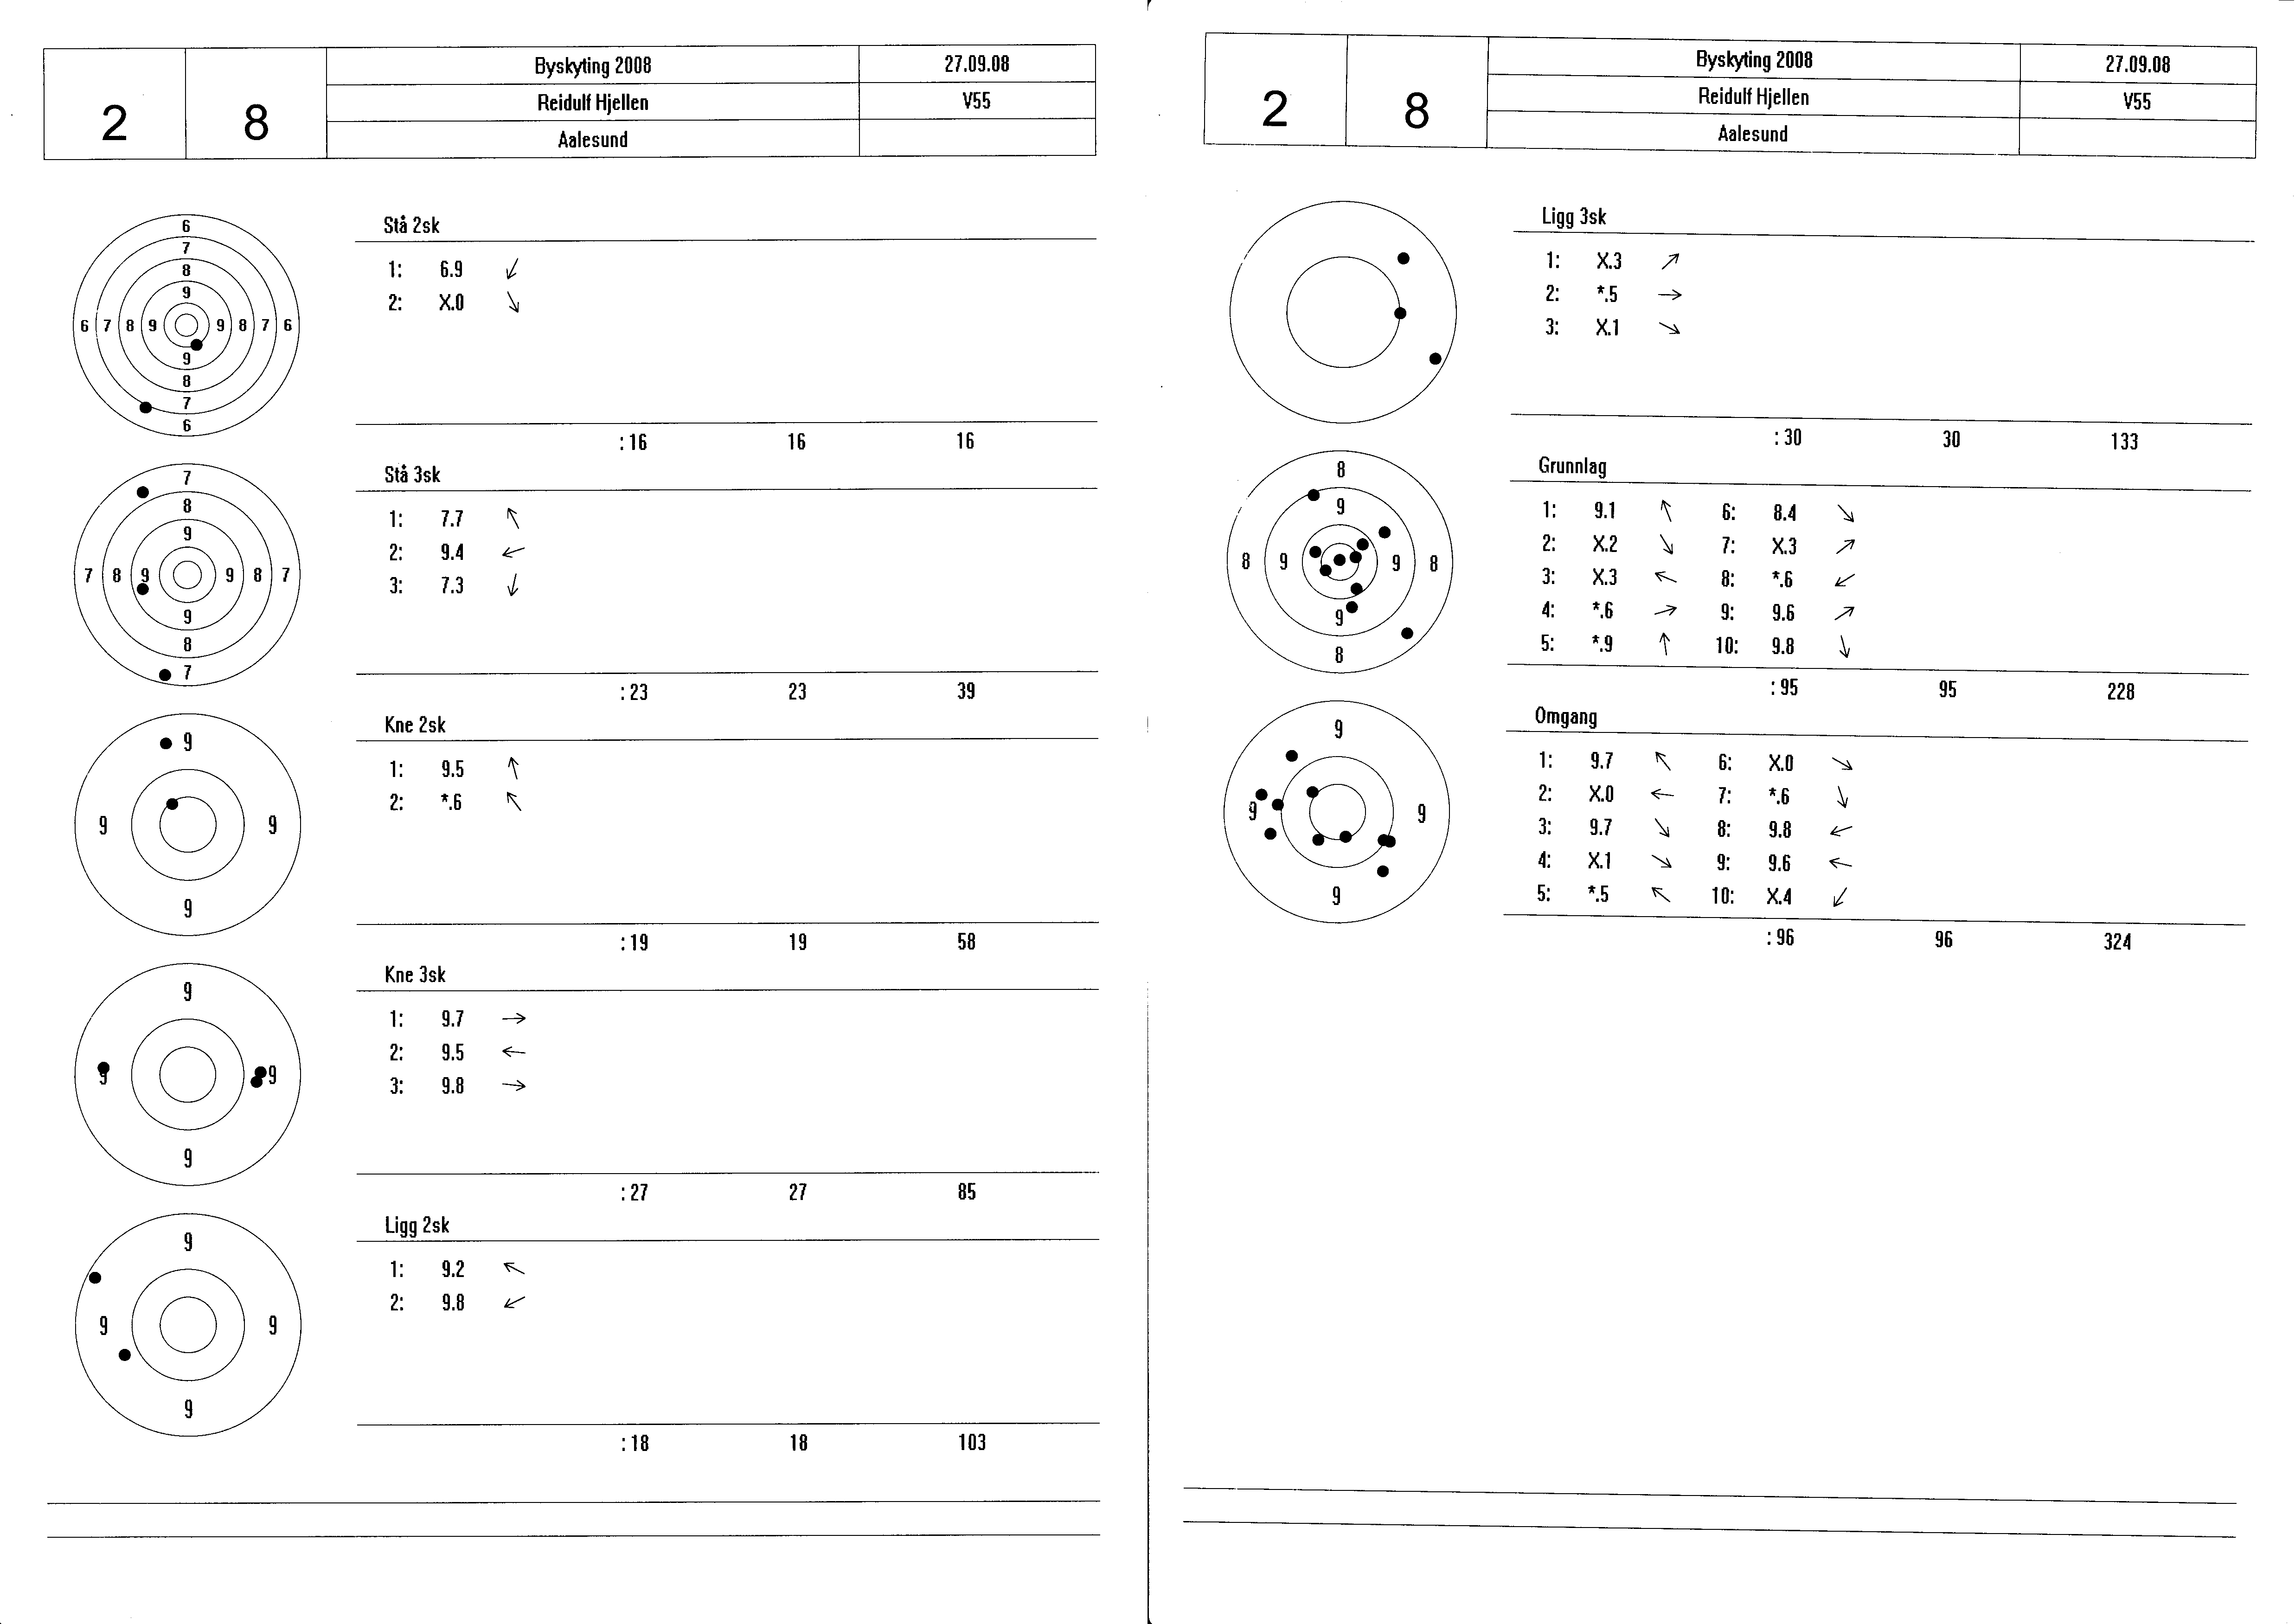 2 8
Byskyting 2008 27.09.08
Reidulf Hjellen V55
Aalesund
6
7
8
9
6 7 8 9 9 8 7 6
9
8
7
6
Stå 2sk
1: 6.9 ↙
2: X.0 ↘
: 16 16 16
7
8
9
7 8 9 9 8 7
9
8
7
Stå 3sk
1: 7.7 ↖
2: 9.4 ←
3: 7.3 ↓
: 23 23 39
9
9 9
9
Kne 2sk
1: 9.5 ↑
2: *.6 ↖
: 19 19 58
9
9 9
9
Kne 3sk
1: 9.7 →
2: 9.5 ←
3: 9.8 →
: 27 27 85
9
9 9
9
Ligg 2sk
1: 9.2 ↖
2: 9.8 ↙
: 18 18 103
2 8
Byskyting 2008 27.09.08
Reidulf Hjellen V55
Aalesund
Ligg 3sk
1: X.3 ↗
2: *.5 →
3: X.1 ↘
: 30 30 133
8
9
8 9 9 8
9
8
Grunnlag
1: 9.1 ↖ 6: 8.4 ↘
2: X.2 ↘ 7: X.3 ↗
3: X.3 ↖ 8: *.6 ↙
4: *.6 → 9: 9.6 ↗
5: *.9 ↑ 10: 9.8 ↓
: 95 95 228
9
9 9
9
Omgang
1: 9.7 ↖ 6: X.0 ↘
2: X.0 ← 7: *.6 ↓
3: 9.7 ↘ 8: 9.8 ←
4: X.1 ↘ 9: 9.6 ←
5: *.5 ↖ 10: X.4 ↙
: 96 96 324